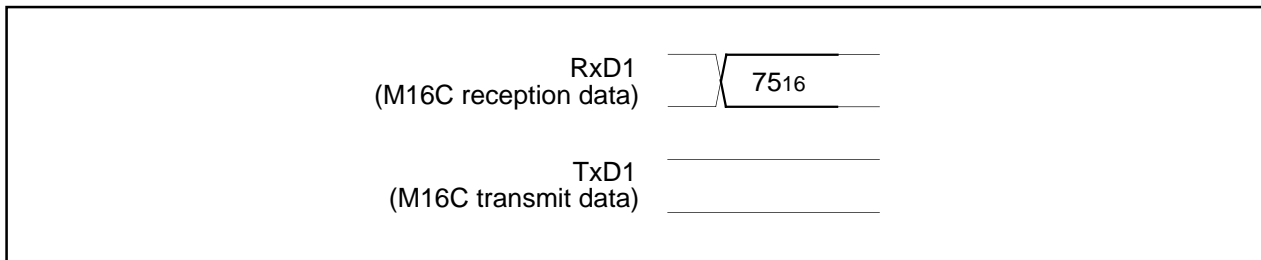 RxD1
(M16C reception data)
7516
TxD1
(M16C transmit data)